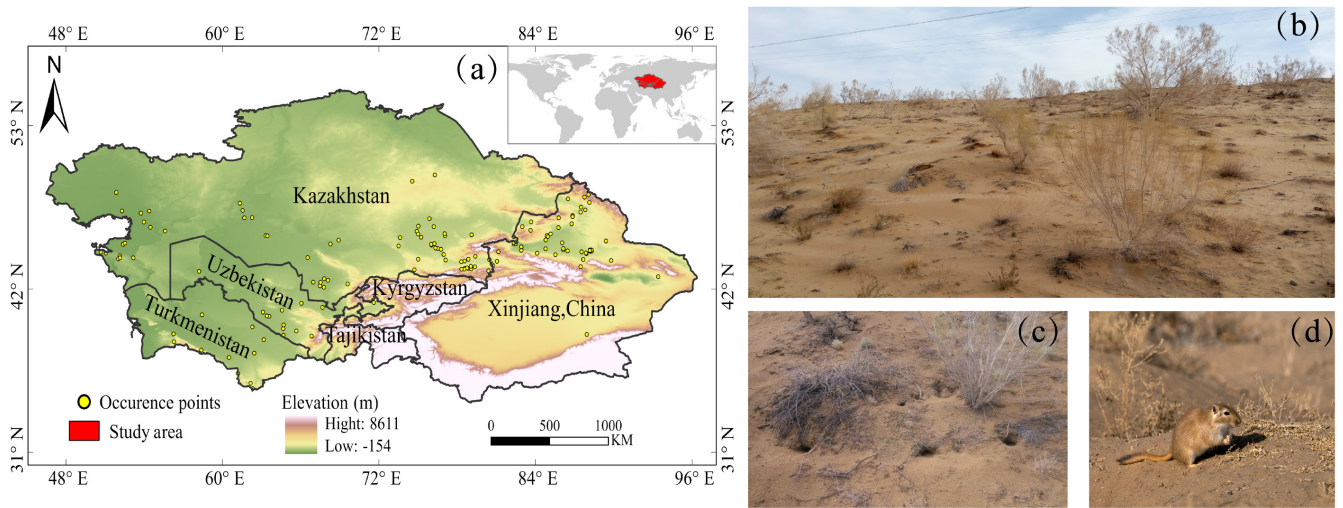 48° E 60° E 72° E 84° E 96° E
N
(a)
53° N
42° N
31° N
53° N
42° N
31° N
Kazakhstan
Uzbekistan
Turkmenistan
Kyrgyzstan
Tajikistan
Xinjiang,China
Occurence points
Study area
Elevation (m)
Hight: 8611
Low: -154
0 500 1000
KM
48° E 60° E 72° E 84° E 96° E
(b)
(c)
(d)